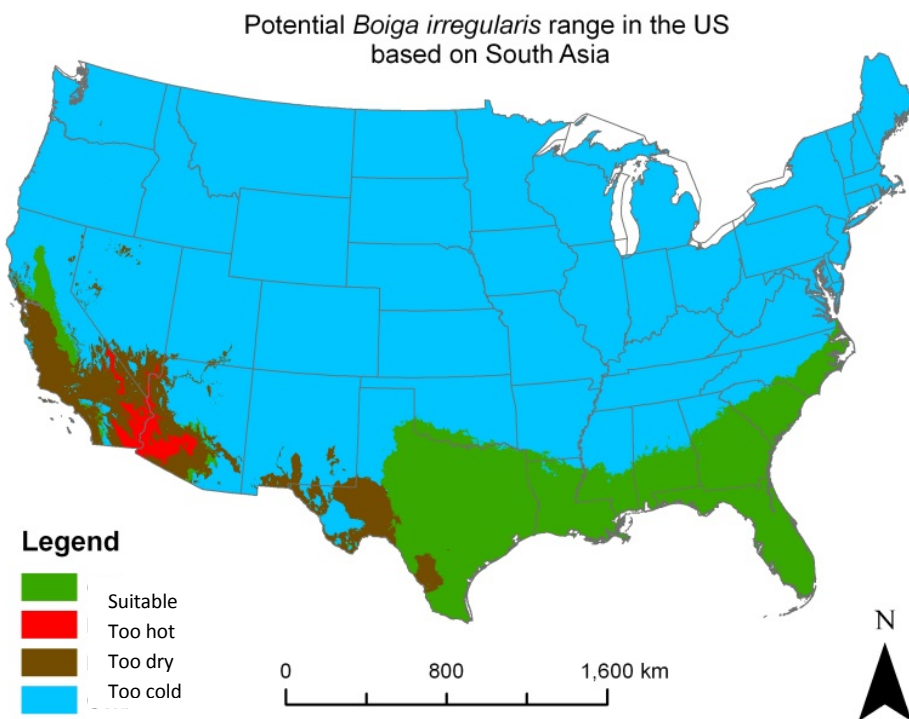 Potential Boiga irregularis range in the US
based on South Asia
Legend
Suitable
Too hot
Too dry
Too cold
0 800 1,600 km
N